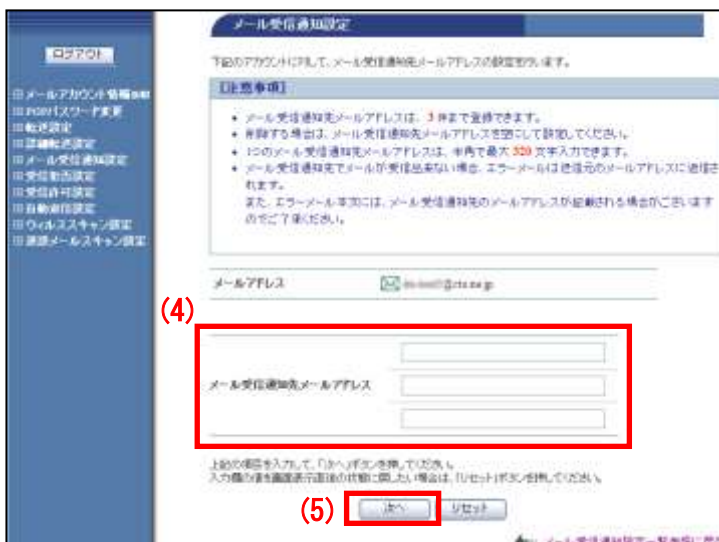 メール受信通知設定
ログアウト
下記のアカウントに対して、メール受信通知先メールアドレスの設定を行います。
【注意事項】
メールアカウント情報
POPパスワード変更
転送設定
詳細転送設定
メール受信通知設定
受信拒否設定
受信許可設定
自動返信設定
ウィルススキャン設定
迷惑メールスキャン設定
• メール受信通知先メールアドレスは、3 件まで登録できます。
• 削除する場合は、メール受信通知先メールアドレスを空にして設定してください。
• 1つのメール受信通知先メールアドレスは、半角で最大 320 文字入力できます。
• メール受信通知先でメールが受信出来ない場合、エラーメールは送信元のメールアドレスに返信さ
れます。
また、エラーメール本文には、メール受信通知先のメールアドレスが記載される場合がございます
のでご了承ください。
メールアドレス
(4)
メール受信通知先メールアドレス
上記の項目を入力して、「次へ」ボタンを押してください。
入力欄の値を画面表示直後の状態に戻したい場合は、「リセット」ボタンを押してください。
(5)
次へ
リセット
メール受信通知設定一覧画面に戻